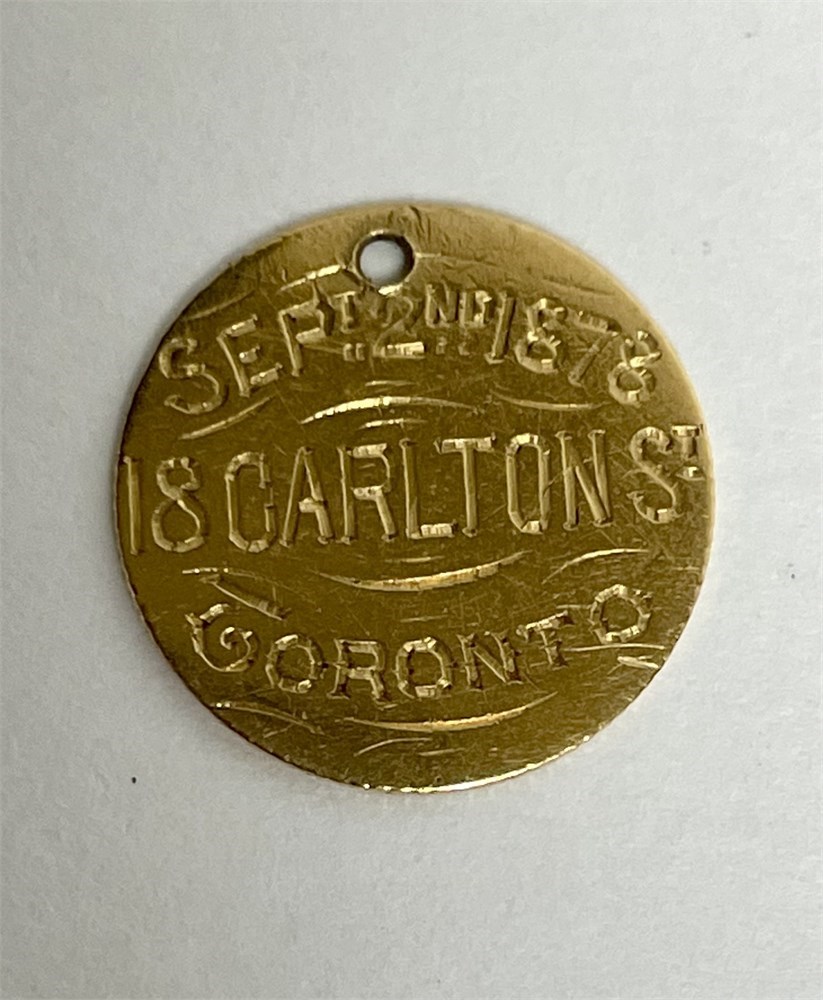 SEPT 2ND 1878
18 CARLTON ST
TORONTO